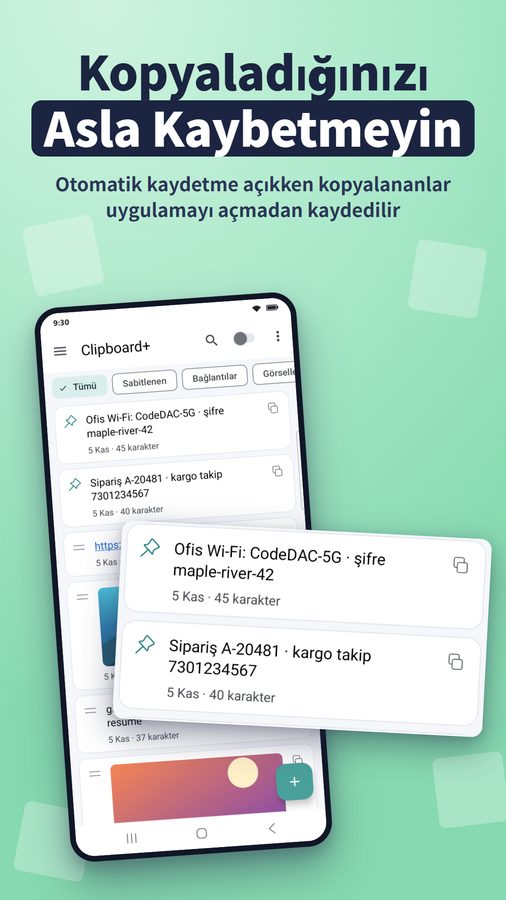 Kopyaladığınızı
Asla Kaybetmeyin
Otomatik kaydetme açıkken kopyalananlar
uygulamayı açmadan kaydedilir
9:30
Clipboard+
Tümü
Sabitlenen
Bağlantılar
Görselle
Ofis Wi-Fi: CodeDAC-5G · şifre
maple-river-42
5 Kas · 45 karakter
Sipariş A-20481 · kargo takip
7301234567
5 Kas · 40 karakter
https:
5 Kas
Ofis Wi-Fi: CodeDAC-5G · şifre
maple-river-42
5 Kas · 45 karakter
Sipariş A-20481 · kargo takip
7301234567
5 Kas · 40 karakter
resume
5 Kas · 37 karakter